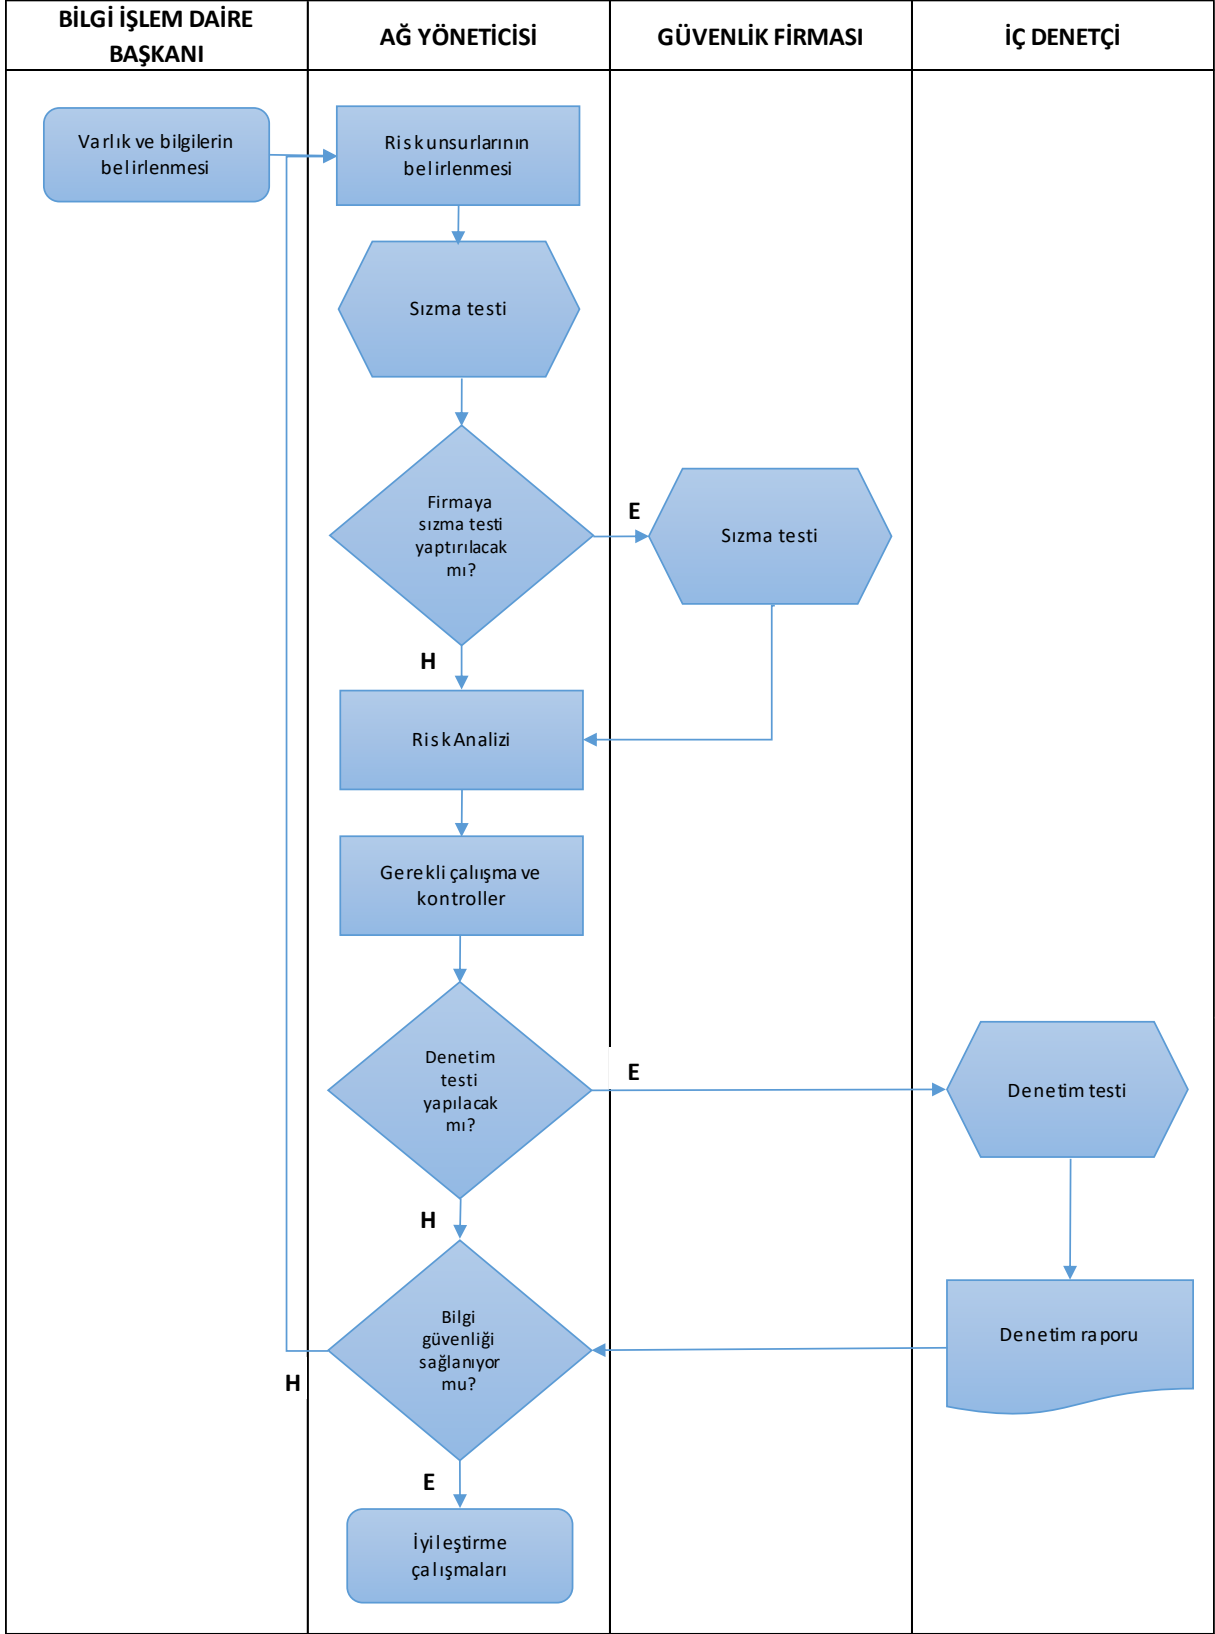 BİLGİ İŞLEM DAİRE
BAŞKANI
AĞ YÖNETİCİSİ
GÜVENLİK FİRMASI
İÇ DENETÇİ
Varlık ve bilgilerin
belirlenmesi
Risk unsurlarının
belirlenmesi
Sızma testi
Firmaya
sızma testi
yaptırılacak
mı?
E
Sızma testi
H
Risk Analizi
Gerekli çalıışma ve
kontroller
Denetim
testi
yapılacak
mı?
E
Denetim testi
H
Bilgi
güvenliği
sağlanıyor
mu?
Denetim raporu
H
E
İyileştirme
çalışmaları